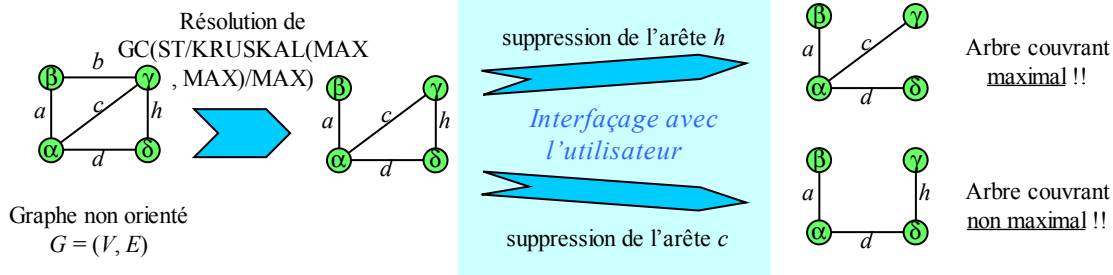 Résolution de
GC(ST/KRUSKAL(MAX
, MAX)/MAX)
β b γ
a c h
α d δ
Graphe non orienté
G = (V, E)
β γ
a c h
α d δ
suppression de l'arête h
Interfaçage avec
l'utilisateur
suppression de l'arête c
β γ
a c
α d δ
Arbre couvrant
maximal !!
β γ
a h
α d δ
Arbre couvrant
non maximal !!